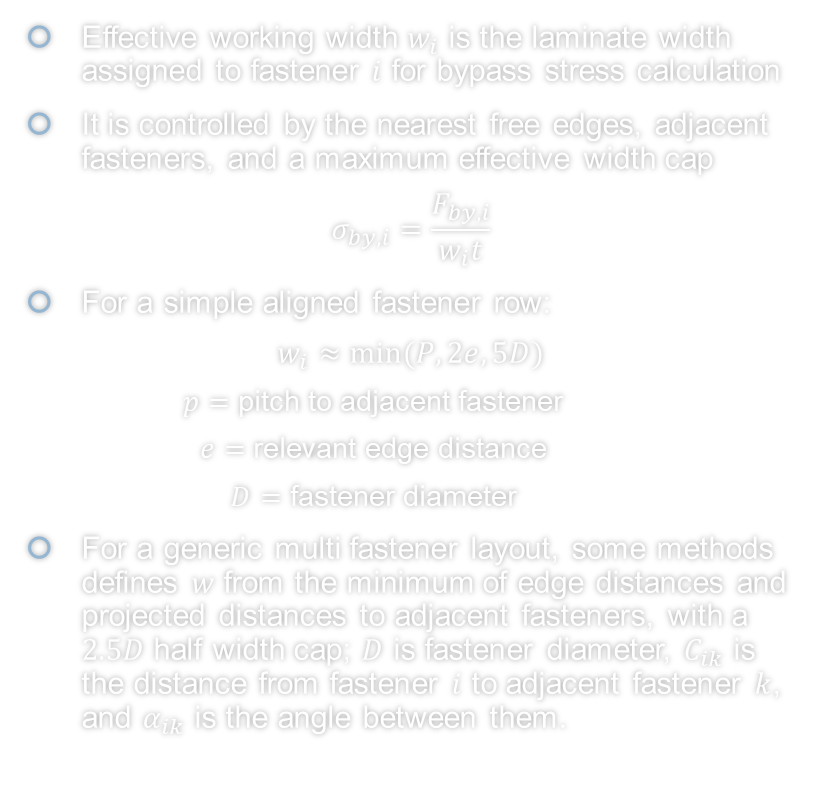 Effective working width wᵢ is the laminate width
assigned to fastener i for bypass stress calculation
It is controlled by the nearest free edges, adjacent
fasteners, and a maximum effective width cap
σ_{by,i} = F_{by,i} / (wᵢt)
For a simple aligned fastener row:
wᵢ ≈ min(P, 2e, 5D)
p = pitch to adjacent fastener
e = relevant edge distance
D = fastener diameter
For a generic multi fastener layout, some methods
defines w from the minimum of edge distances and
projected distances to adjacent fasteners, with a
2.5D half width cap; D is fastener diameter, C_{ik} is
the distance from fastener i to adjacent fastener k,
and α_{ik} is the angle between them.